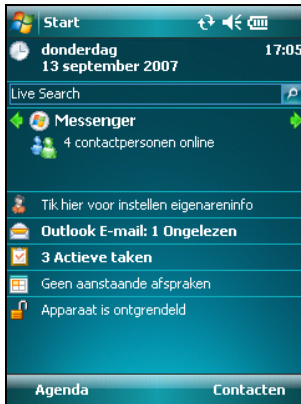 Start
donderdag 17:05
13 september 2007
Live Search
Messenger
4 contactpersonen online
Tik hier voor instellen eigenareninfo
Outlook E-mail: 1 Ongelezen
3 Actieve taken
Geen aanstaande afspraken
Apparaat is ontgrendeld
Agenda Contacten